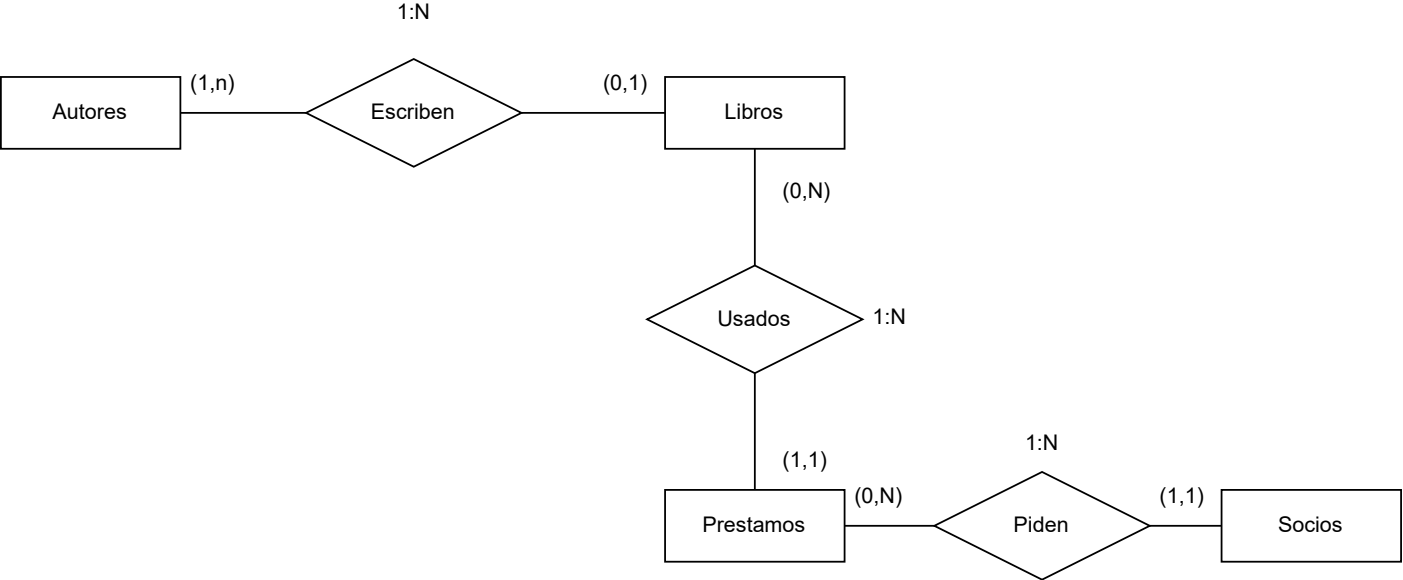 1:N
Autores
(1,n)
Escriben
(0,1)
Libros
(0,N)
Usados
1:N
(1,1)
1:N
Prestamos
(0,N)
Piden
(1,1)
Socios